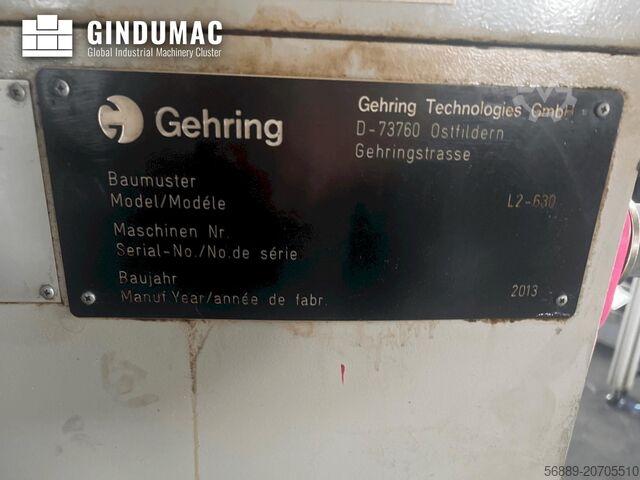 GINDUMAC
Global Industrial Machinery Cluster
Gehring
Gehring Technologies GmbH
D-73760 Ostfildern
Gehringstrasse
Baumuster
Model/Modéle
L2-630
Maschinen Nr.
Serial-No./No.de série.
Baujahr
Manuf.Year/année de fabr.
2013
56889-20705510